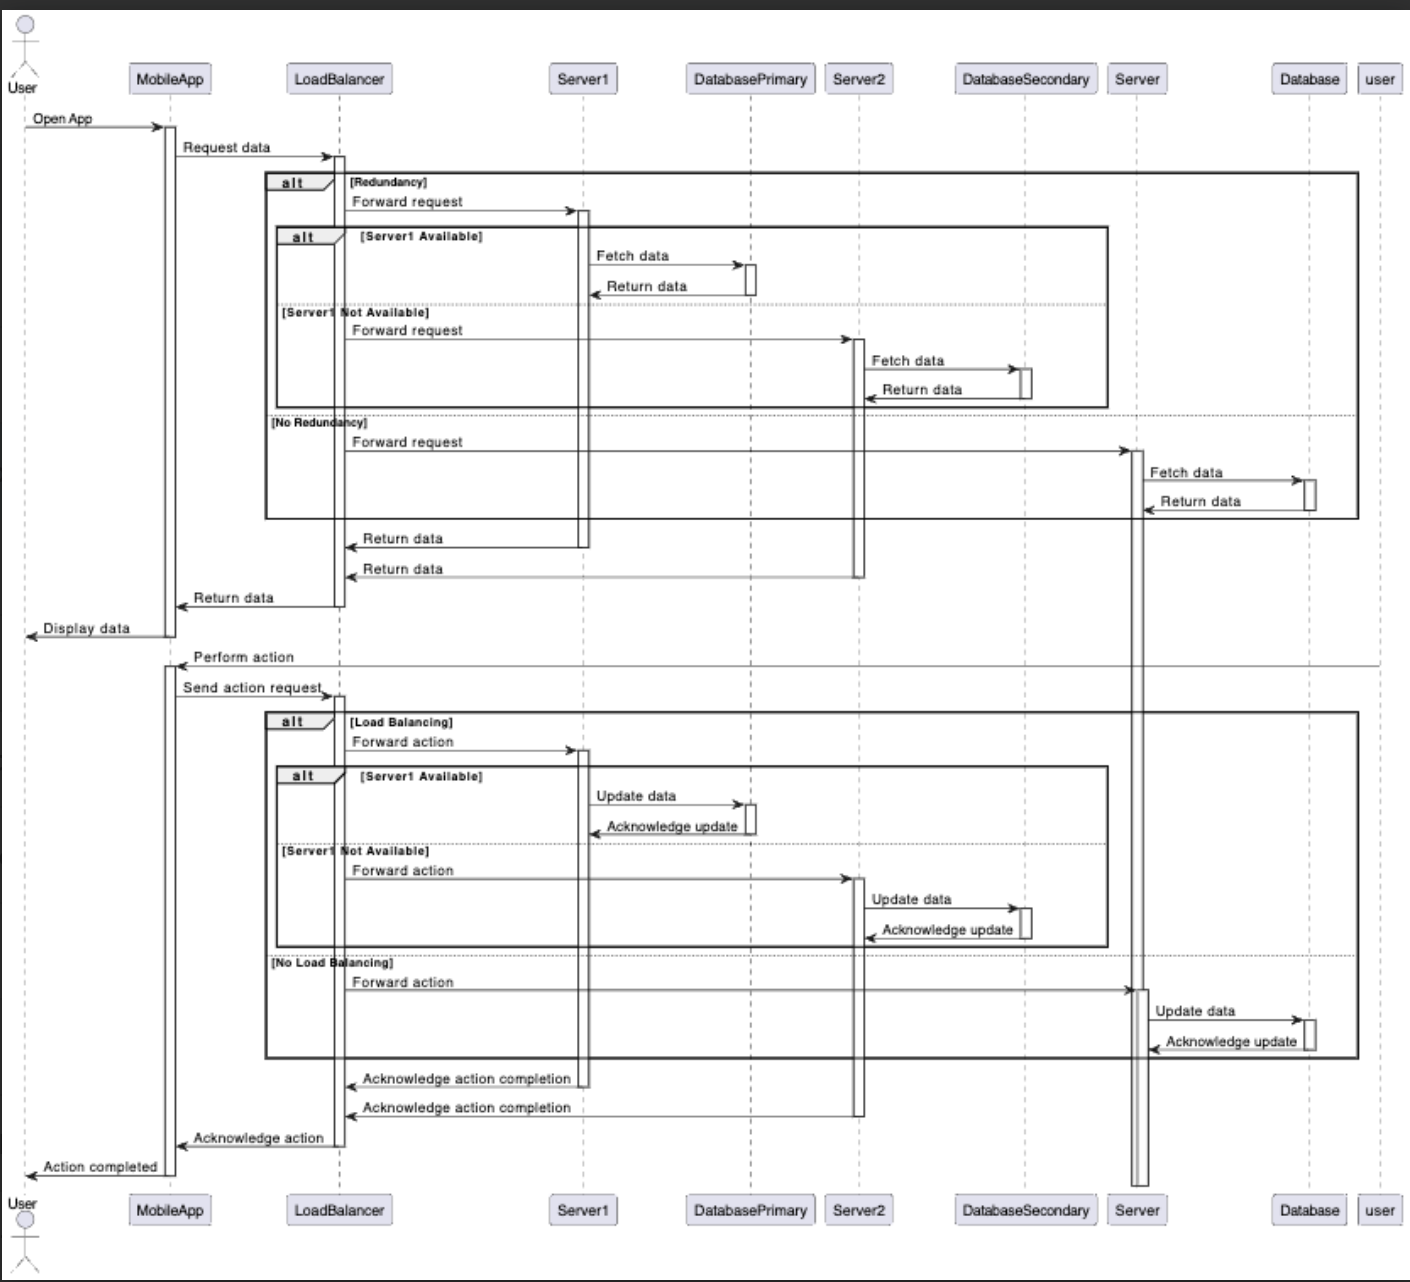 User
MobileApp LoadBalancer Server1 DatabasePrimary Server2 DatabaseSecondary Server Database user
Open App
Request data
alt [Redundancy]
Forward request
alt [Server1 Available]
Fetch data
Return data
[Server1 Not Available]
Forward request
Fetch data
Return data
[No Redundancy]
Forward request
Fetch data
Return data
Return data
Return data
Return data
Display data
Perform action
Send action request
alt [Load Balancing]
Forward action
alt [Server1 Available]
Update data
Acknowledge update
[Server1 Not Available]
Forward action
Update data
Acknowledge update
[No Load Balancing]
Forward action
Update data
Acknowledge update
Acknowledge action completion
Acknowledge action completion
Acknowledge action
Action completed
User
MobileApp LoadBalancer Server1 DatabasePrimary Server2 DatabaseSecondary Server Database user